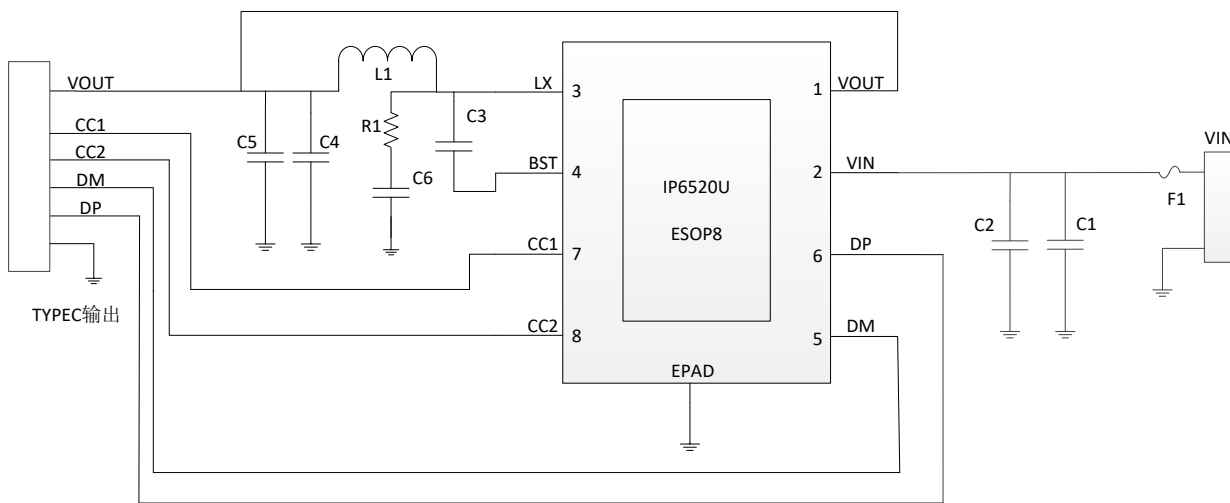 VOUT
CC1
CC2
DM
DP
TYPEC输出
C5
C4
L1
R1
C6
C3
LX
BST
CC1
CC2
3
4
7
8
IP6520U
ESOP8
EPAD
1
2
6
5
VOUT
VIN
DP
DM
C2
C1
F1
VIN